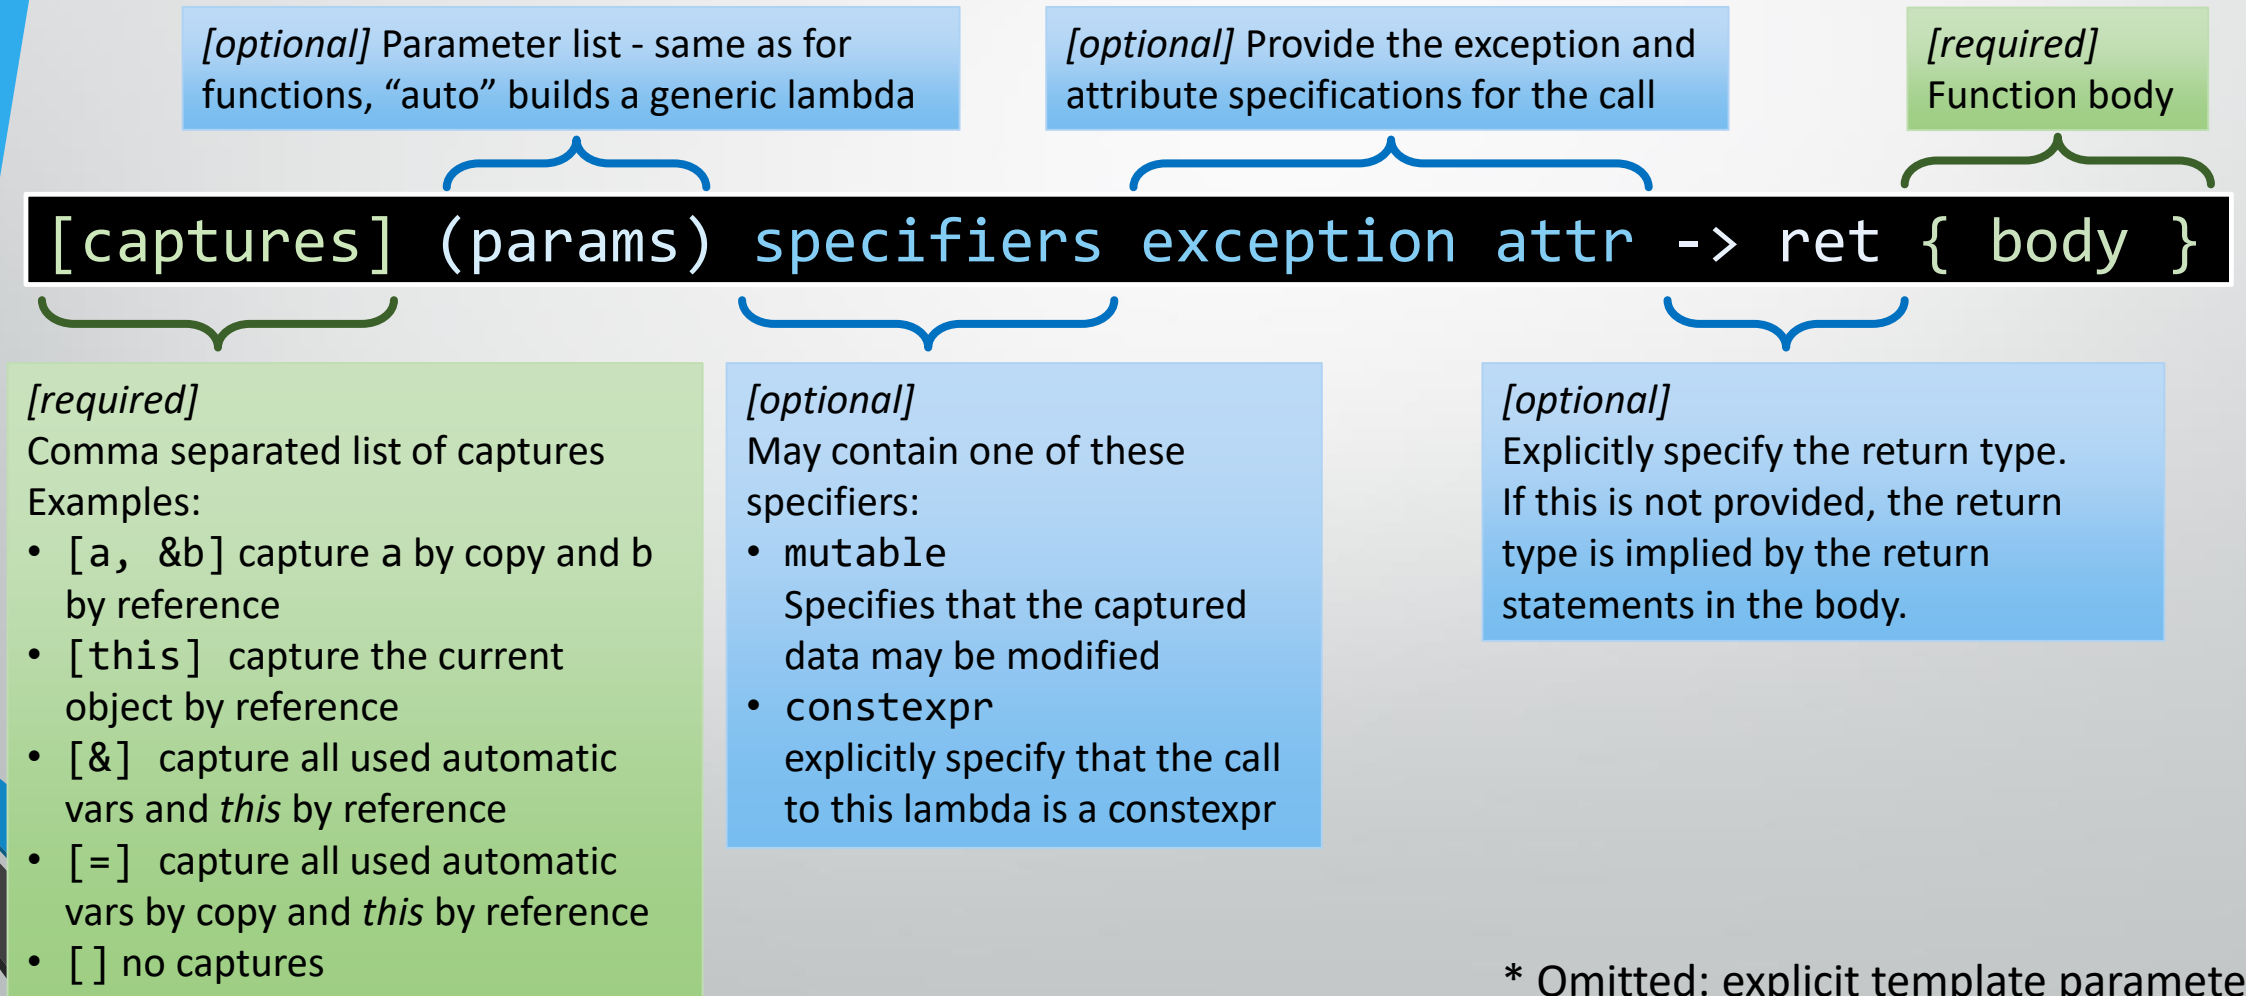 [optional] Parameter list - same as for
functions, “auto” builds a generic lambda
[optional] Provide the exception and
attribute specifications for the call
[required]
Function body
[captures] (params) specifiers exception attr -> ret { body }
[required]
Comma separated list of captures
Examples:
• [a, &b] capture a by copy and b
by reference
• [this] capture the current
object by reference
• [&] capture all used automatic
vars and this by reference
• [=] capture all used automatic
vars by copy and this by reference
• [] no captures
[optional]
May contain one of these
specifiers:
• mutable
Specifies that the captured
data may be modified
• constexpr
explicitly specify that the call
to this lambda is a constexpr
[optional]
Explicitly specify the return type.
If this is not provided, the return
type is implied by the return
statements in the body.
* Omitted: explicit template paramete